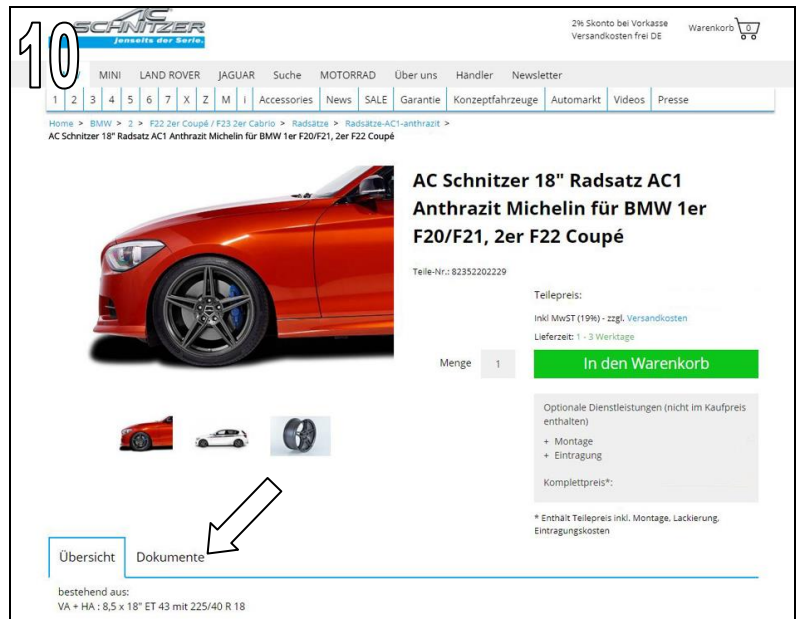 10
AC
SCHNITZER
jenseits der Serie.
2% Skonto bei Vorkasse
Versandkosten frei DE
Warenkorb 0
MINI LAND ROVER JAGUAR Suche MOTORRAD Über uns Händler Newsletter
1 2 3 4 5 6 7 X Z M i Accessories News SALE Garantie Konzeptfahrzeuge Automarkt Videos Presse
Home > BMW > 2 > F22 2er Coupé / F23 2er Cabrio > Radsätze > Radsätze-AC1-anthrazit >
AC Schnitzer 18" Radsatz AC1 Anthrazit Michelin für BMW 1er F20/F21, 2er F22 Coupé
AC Schnitzer 18" Radsatz AC1
Anthrazit Michelin für BMW 1er
F20/F21, 2er F22 Coupé
Teile-Nr.: 82352202229
Teilepreis:
Inkl MwST (19%) - zzgl. Versandkosten
Lieferzeit: 1 - 3 Werktage
Menge 1 In den Warenkorb
Optionale Dienstleistungen (nicht im Kaufpreis
enthalten)
+ Montage
+ Eintragung
Komplettpreis*:
* Enthält Teilepreis inkl. Montage, Lackierung,
Eintragungskosten
Übersicht Dokumente
bestehend aus:
VA + HA : 8,5 x 18" ET 43 mit 225/40 R 18